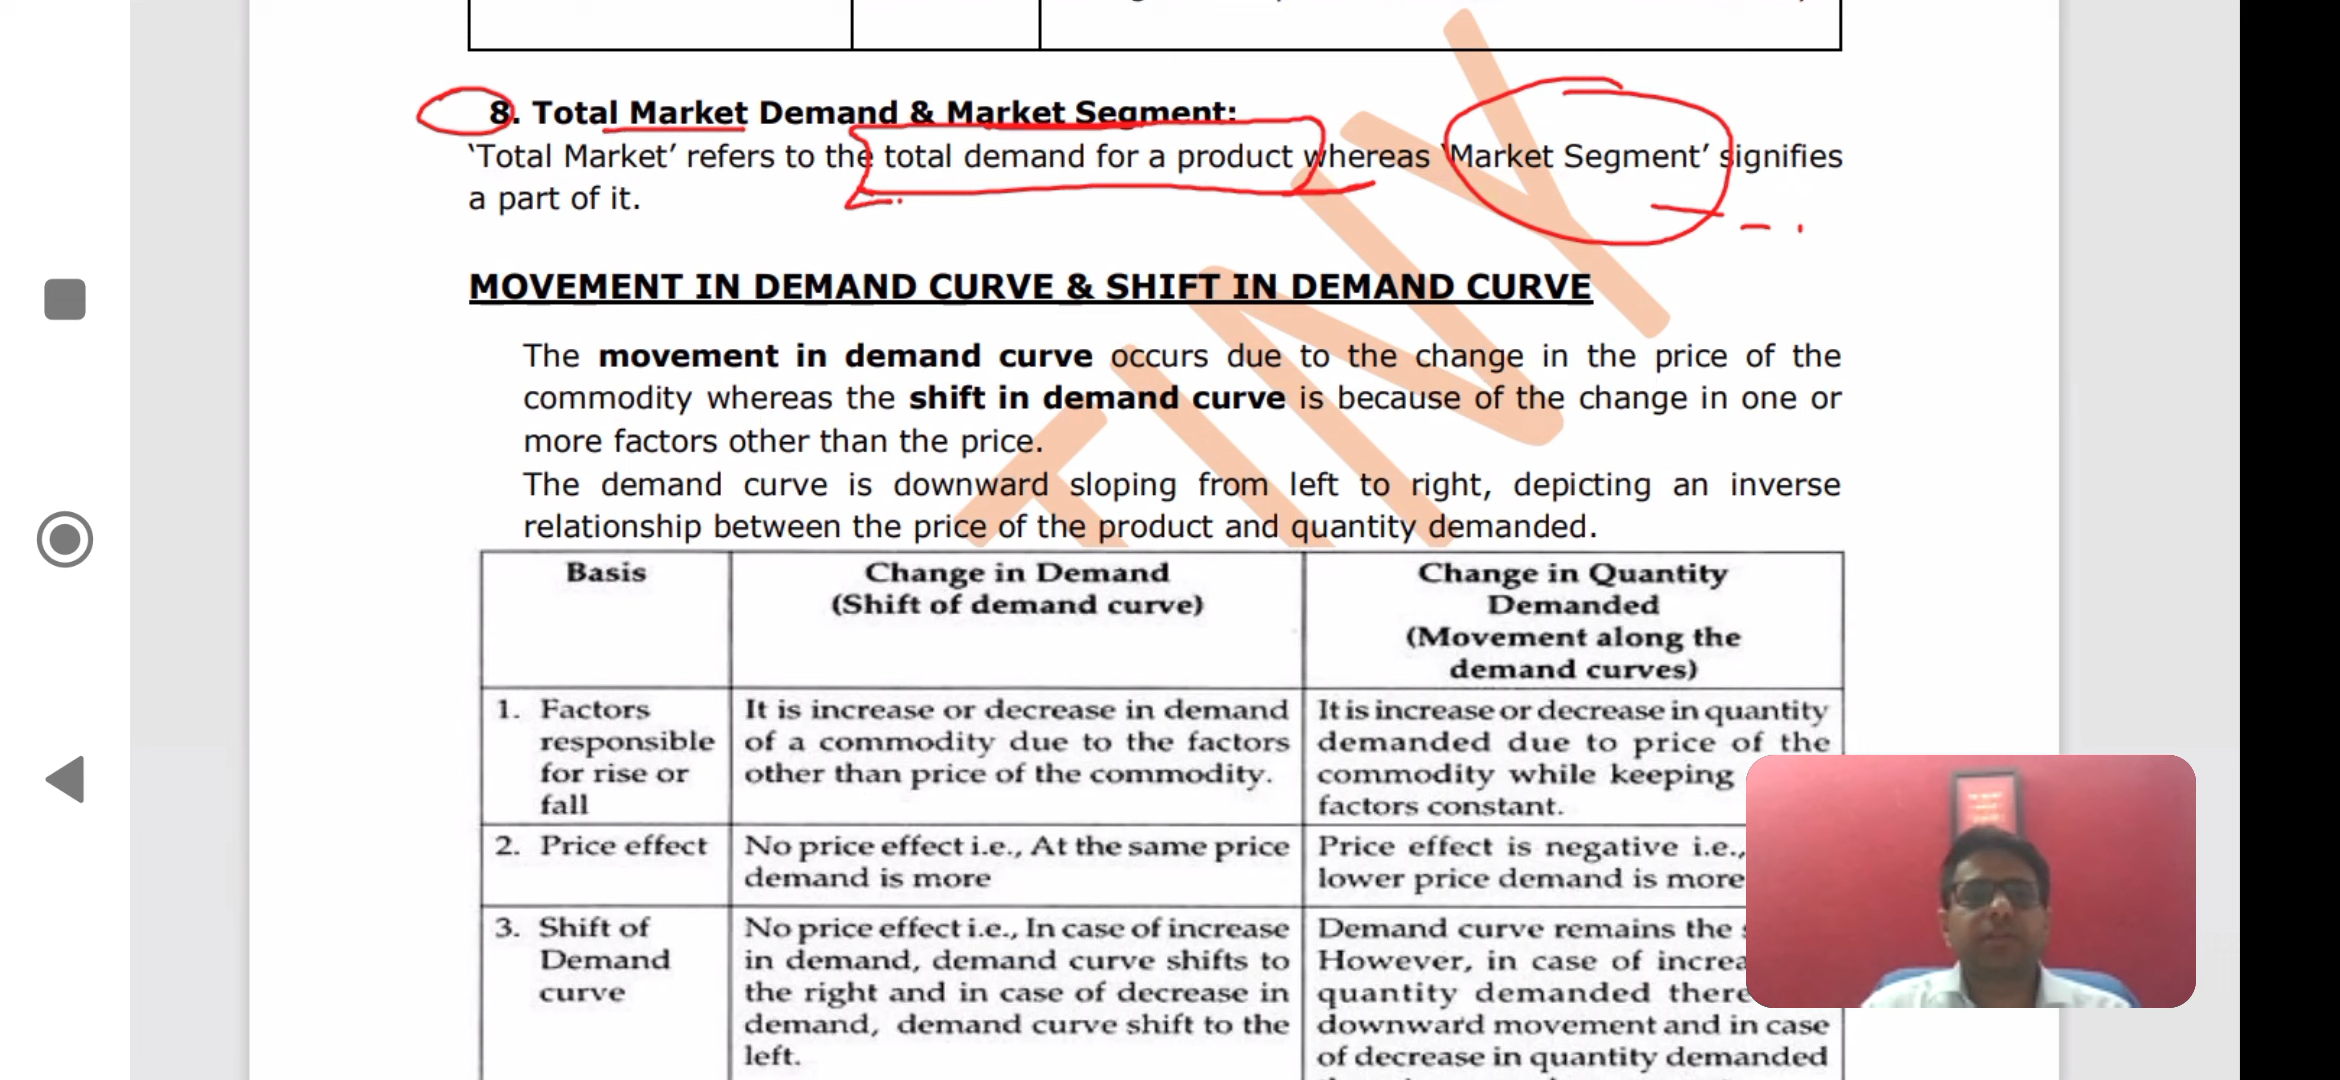 8. Total Market Demand & Market Segment:
‘Total Market’ refers to the total demand for a product whereas ‘Market Segment’ signifies
a part of it.
MOVEMENT IN DEMAND CURVE & SHIFT IN DEMAND CURVE
The movement in demand curve occurs due to the change in the price of the
commodity whereas the shift in demand curve is because of the change in one or
more factors other than the price.
The demand curve is downward sloping from left to right, depicting an inverse
relationship between the price of the product and quantity demanded.
Basis
Change in Demand
(Shift of demand curve)
Change in Quantity
Demanded
(Movement along the
demand curves)
1. Factors
responsible
for rise or
fall
It is increase or decrease in demand
of a commodity due to the factors
other than price of the commodity.
It is increase or decrease in quantity
demanded due to price of the
commodity while keeping
factors constant.
2. Price effect
No price effect i.e., At the same price
demand is more
Price effect is negative i.e.,
lower price demand is more
3. Shift of
Demand
curve
No price effect i.e., In case of increase
in demand, demand curve shifts to
the right and in case of decrease in
demand, demand curve shift to the
left.
Demand curve remains the
However, in case of
quantity demanded there
downward movement and in case
of decrease in quantity demanded
TINY